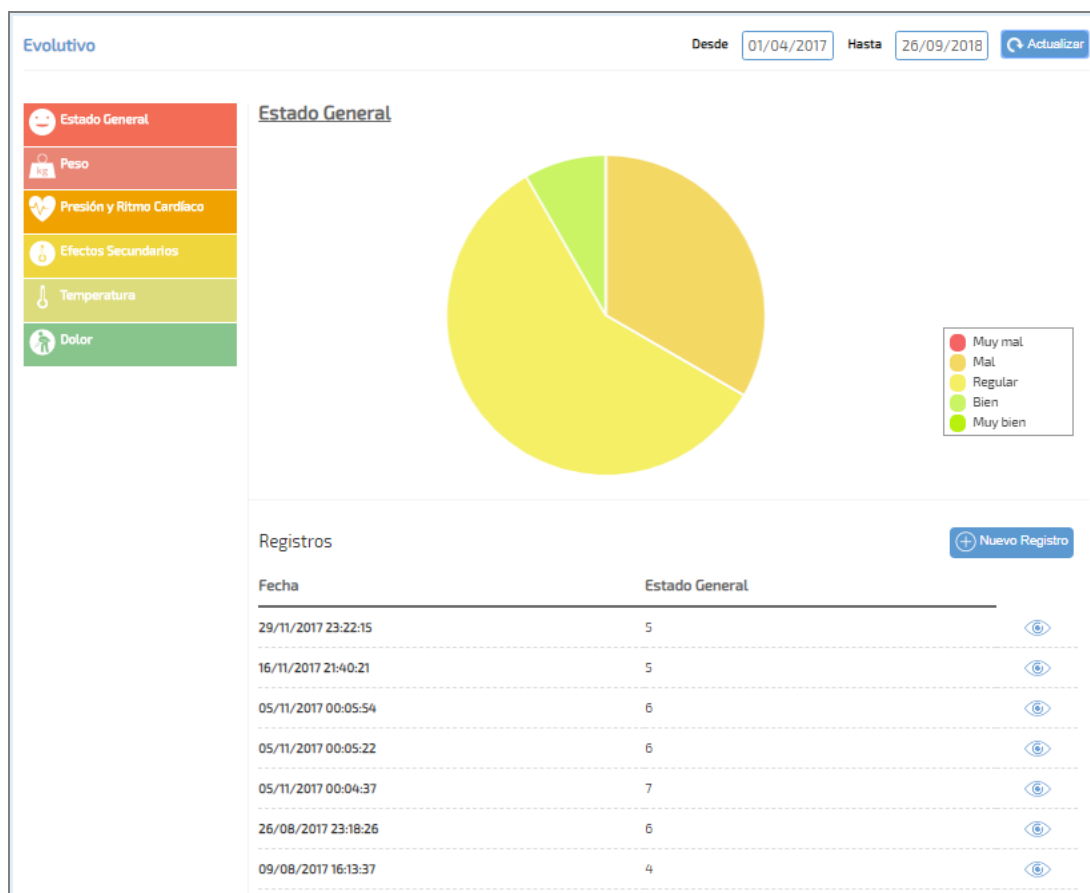 Evolutivo
Desde 01/04/2017 Hasta 26/09/2018 Actualizar
Estado General
kg Peso
Presión y Ritmo Cardíaco
Efectos Secundarios
Temperatura
Dolor
Estado General
Muy mal
Mal
Regular
Bien
Muy bien
Registros
Nuevo Registro
Fecha Estado General
29/11/2017 23:22:15 5
16/11/2017 21:40:21 5
05/11/2017 00:05:54 6
05/11/2017 00:05:22 6
05/11/2017 00:04:37 7
26/08/2017 23:18:26 6
09/08/2017 16:13:37 4